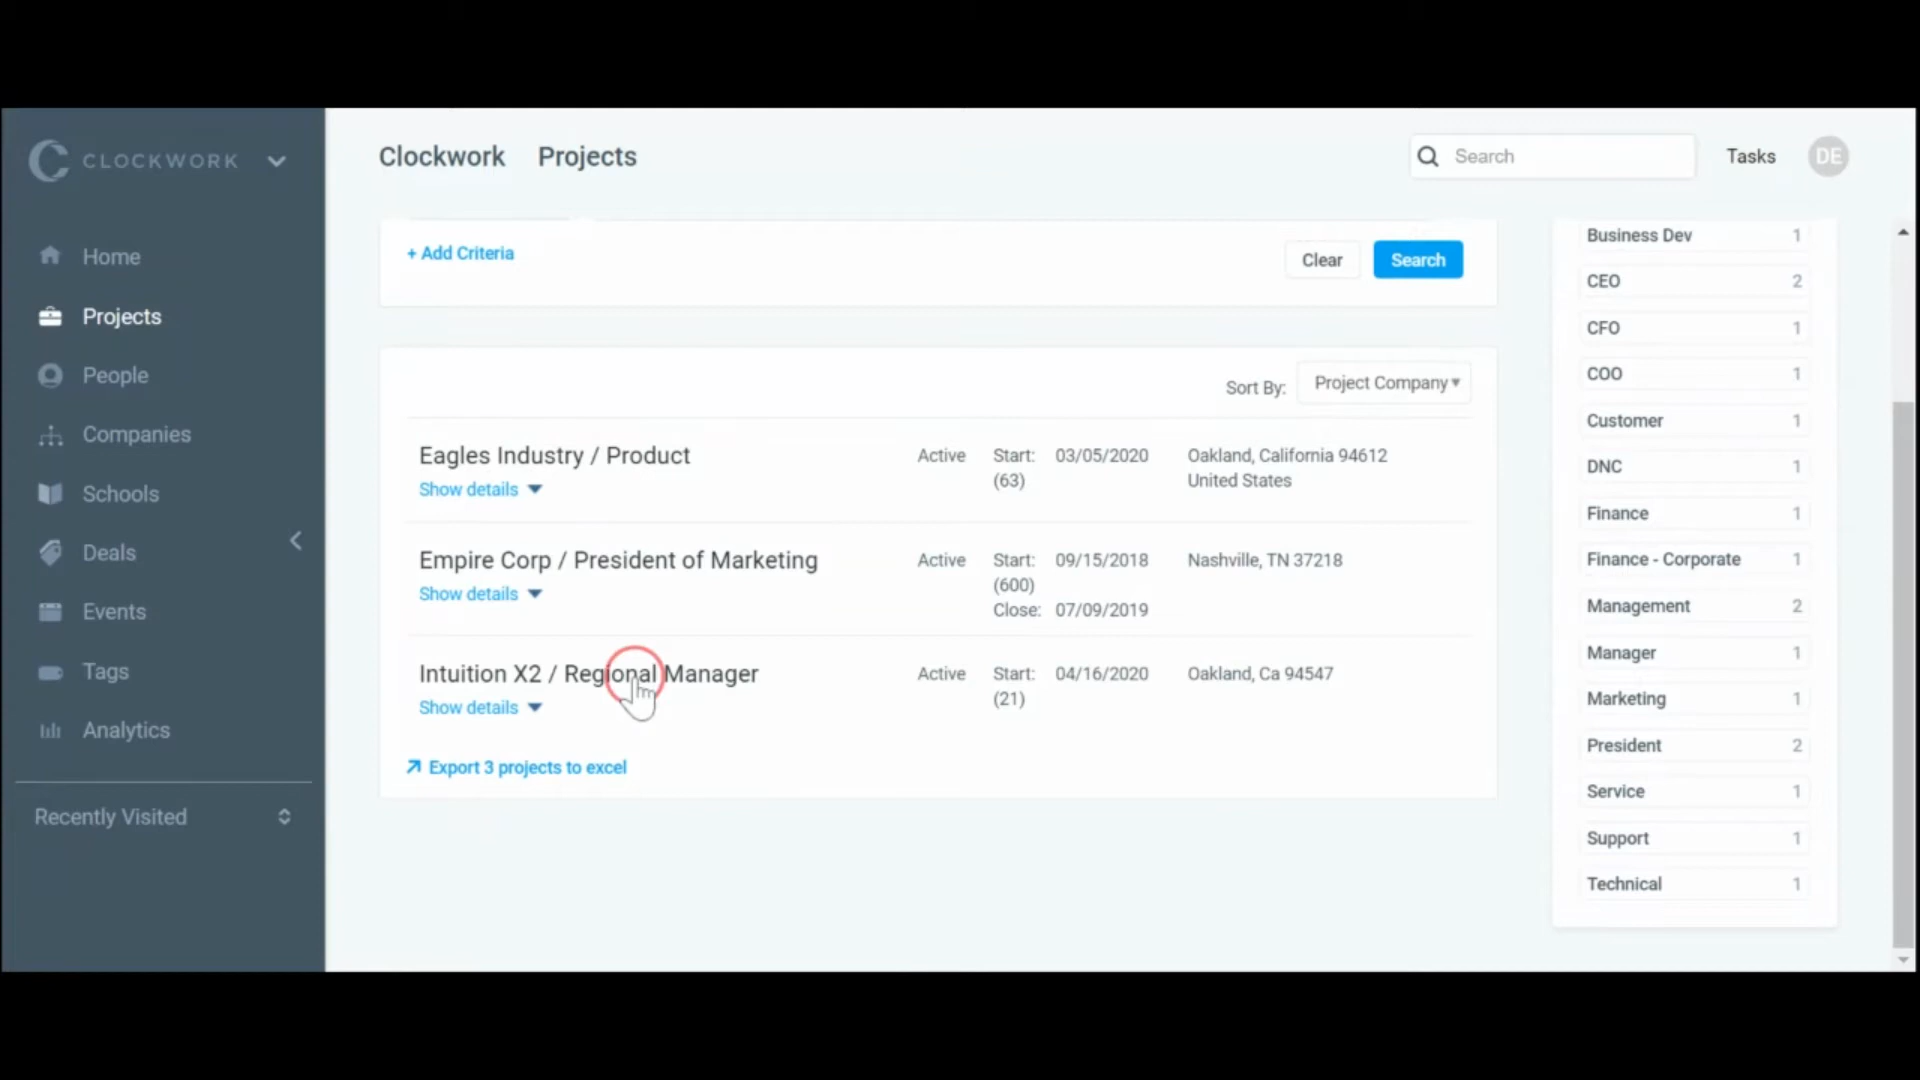 CLOCKWORK
Home
Projects
People
Companies
Schools
Deals
Events
Tags
Analytics
Recently Visited
Clockwork Projects
Search
Tasks
DE
+ Add Criteria
Clear
Search
Sort By: Project Company
Eagles Industry / Product
Show details
Active
Start: 03/05/2020
(63)
Oakland, California 94612
United States
Empire Corp / President of Marketing
Show details
Active
Start: 09/15/2018
(600)
Close: 07/09/2019
Nashville, TN 37218
Intuition X2 / Regional Manager
Show details
Active
Start: 04/16/2020
(21)
Oakland, Ca 94547
Export 3 projects to excel
Business Dev 1
CEO 2
CFO 1
COO 1
Customer 1
DNC 1
Finance 1
Finance - Corporate 1
Management 2
Manager 1
Marketing 1
President 2
Service 1
Support 1
Technical 1